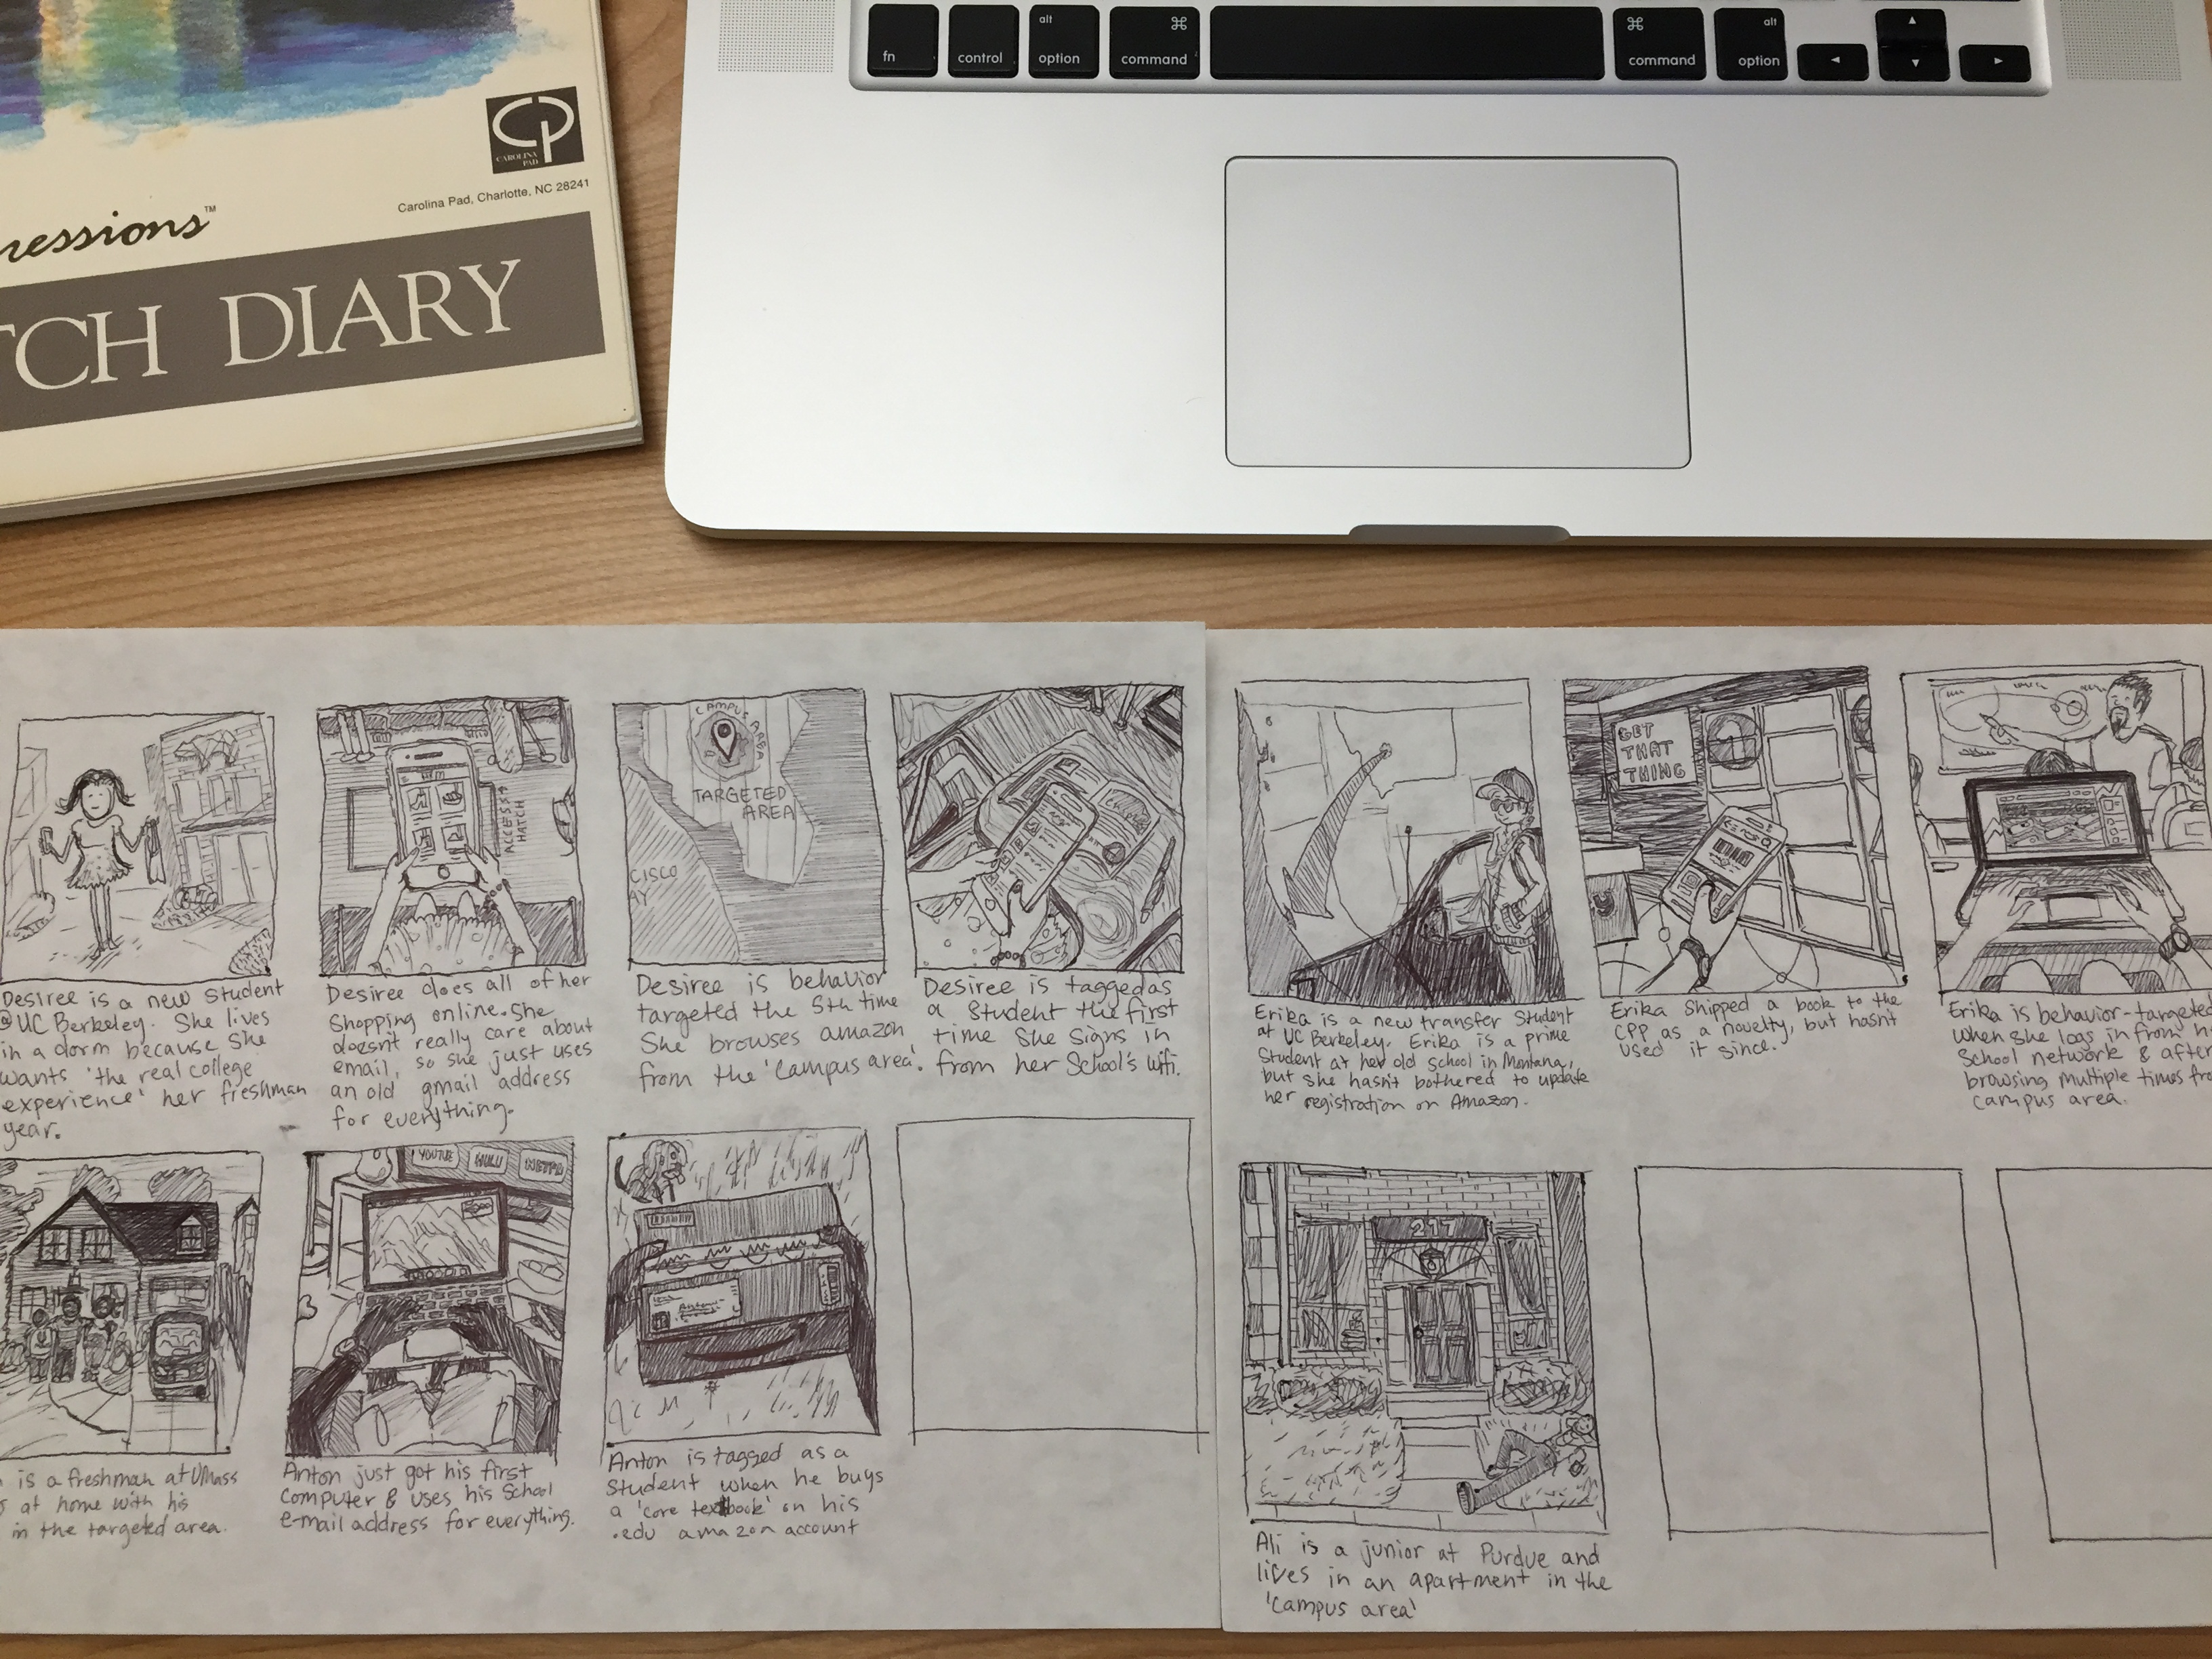 fn
control
alt
option
⌘
command
⌘
command
alt
option
CP
CAROLINA
PAD
Carolina Pad, Charlotte, NC 28241
ressions™
TCH DIARY
ACCESS
HATCH
CAMPUS AREA
TARGETED
AREA
CISCO
AY
GET
THAT
THING
Desiree is a new student
@ UC Berkeley. She lives
in a dorm because she
wants 'the real college
experience' her freshman
year.
Desiree does all of her
shopping online. She
doesnt really care about
email, so she just uses
an old gmail address
for everything.
Desiree is behavior
targeted the 5th time
She browses amazon
from the 'campus area'.
Desiree is tagged as
a student the first
time she signs in
from her School's wifi.
Erika is a new transfer student
at UC Berkeley. Erika is a prime
student at her old school in Montana,
but she hasn't bothered to update
her registration on Amazon.
Erika shipped a book to the
CPP as a novelty, but hasn't
used it since.
Erika is behavior-targeted
when she logs in from h
School network & after
browsing multiple times fro
campus area.
YOUTUE
HULU
NETFL
217
is a freshman at UMass
at home with his
in the targeted area.
Anton just got his first
computer & uses his School
e-mail address for everything.
Anton is tagged as a
student when he buys
a 'core textbook' on his
.edu amazon account
Ali is a junior at Purdue and
lives in an apartment in the
'campus area'